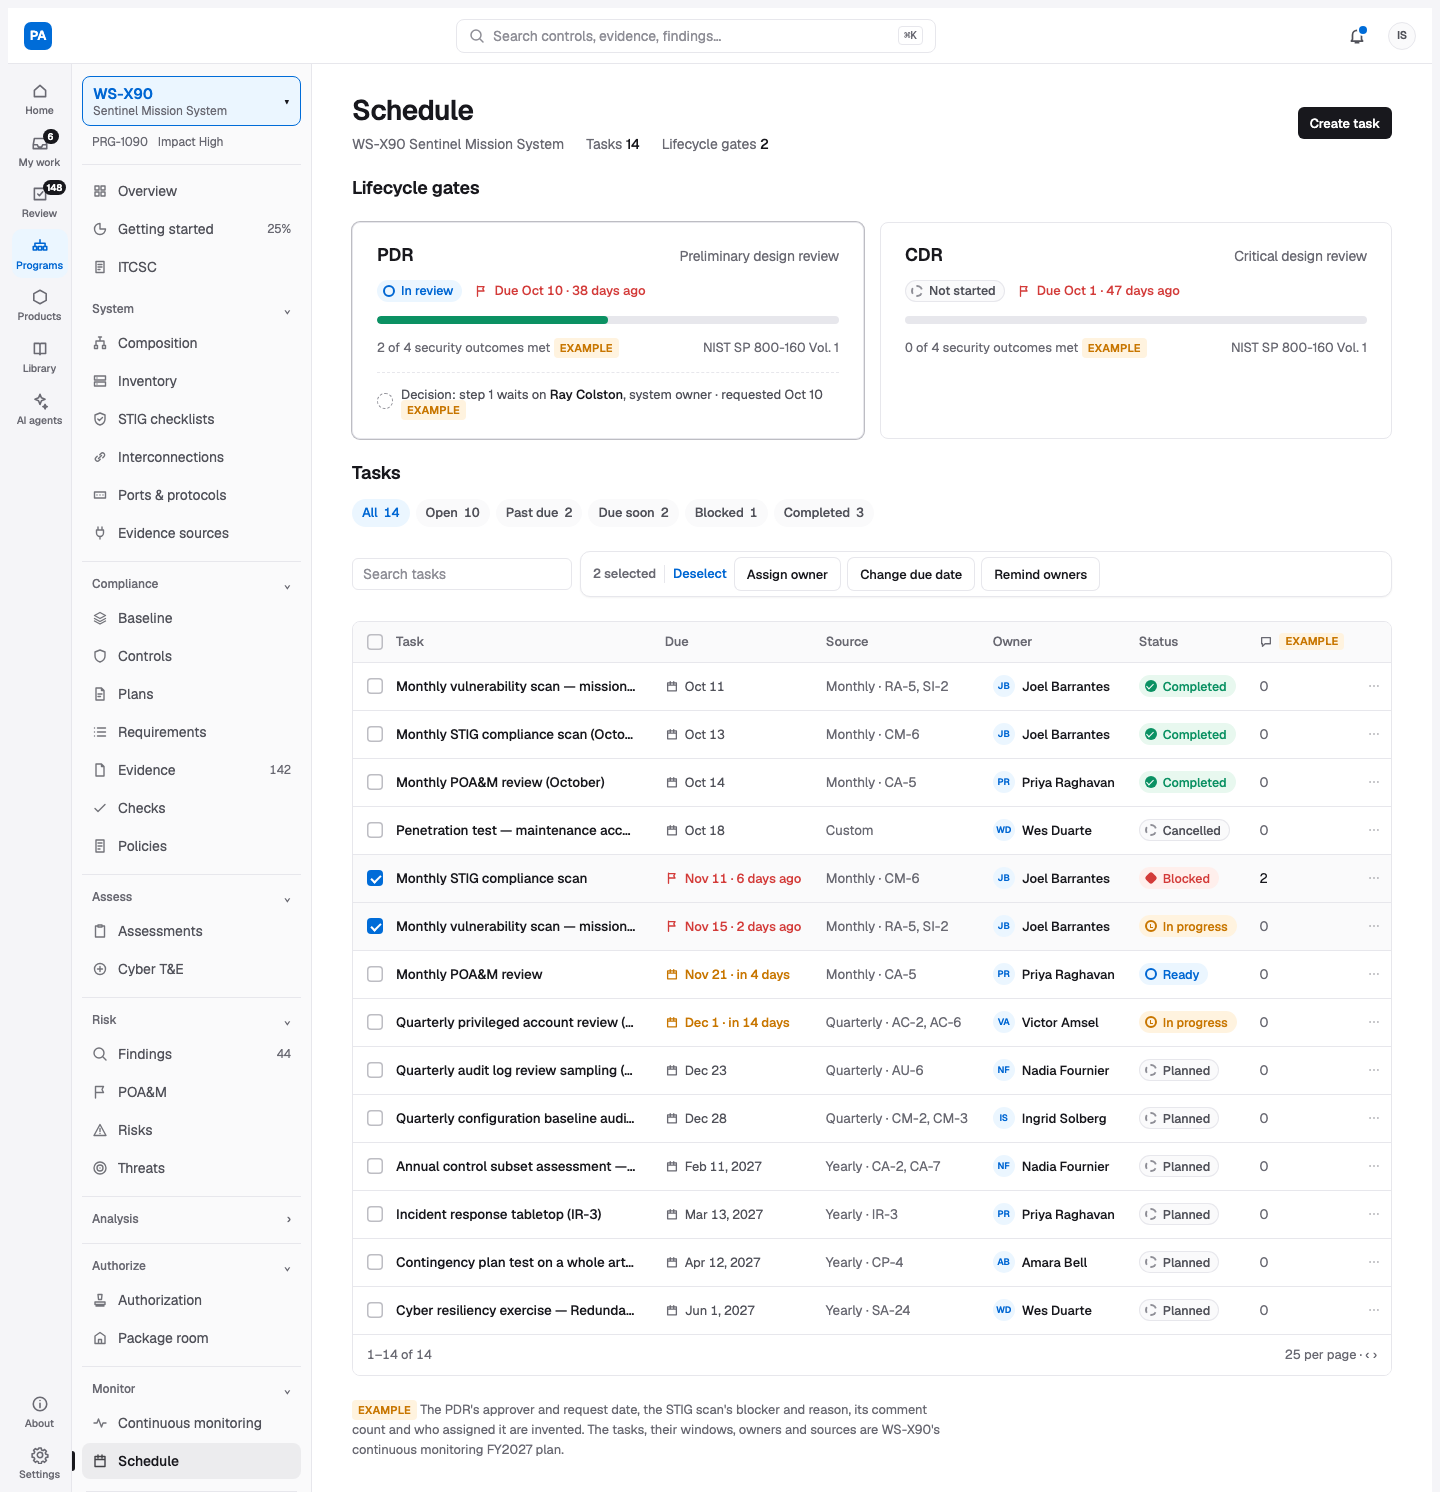 PA
Search controls, evidence, findings...
⌘K
IS
Home
6
My work
148
Review
Programs
Products
Library
AI agents
About
Settings
WS-X90
Sentinel Mission System
PRG-1090 Impact High
Overview
Getting started 25%
ITCSC
System
Composition
Inventory
STIG checklists
Interconnections
Ports & protocols
Evidence sources
Compliance
Baseline
Controls
Plans
Requirements
Evidence 142
Checks
Policies
Assess
Assessments
Cyber T&E
Risk
Findings 44
POA&M
Risks
Threats
Analysis
Authorize
Authorization
Package room
Monitor
Continuous monitoring
Schedule
Schedule
WS-X90 Sentinel Mission System Tasks 14 Lifecycle gates 2
Create task
Lifecycle gates
PDR Preliminary design review
In review Due Oct 10 · 38 days ago
2 of 4 security outcomes met EXAMPLE NIST SP 800-160 Vol. 1
Decision: step 1 waits on Ray Colston, system owner · requested Oct 10
EXAMPLE
CDR Critical design review
Not started Due Oct 1 · 47 days ago
0 of 4 security outcomes met EXAMPLE NIST SP 800-160 Vol. 1
Tasks
All 14 Open 10 Past due 2 Due soon 2 Blocked 1 Completed 3
Search tasks 2 selected Deselect Assign owner Change due date Remind owners
Task Due Source Owner Status EXAMPLE
Monthly vulnerability scan — mission... Oct 11 Monthly · RA-5, SI-2 JB Joel Barrantes Completed 0 ...
Monthly STIG compliance scan (Octo... Oct 13 Monthly · CM-6 JB Joel Barrantes Completed 0 ...
Monthly POA&M review (October) Oct 14 Monthly · CA-5 PR Priya Raghavan Completed 0 ...
Penetration test — maintenance acc... Oct 18 Custom WD Wes Duarte Cancelled 0 ...
Monthly STIG compliance scan Nov 11 · 6 days ago Monthly · CM-6 JB Joel Barrantes Blocked 2 ...
Monthly vulnerability scan — mission... Nov 15 · 2 days ago Monthly · RA-5, SI-2 JB Joel Barrantes In progress 0 ...
Monthly POA&M review Nov 21 · in 4 days Monthly · CA-5 PR Priya Raghavan Ready 0 ...
Quarterly privileged account review (... Dec 1 · in 14 days Quarterly · AC-2, AC-6 VA Victor Amsel In progress 0 ...
Quarterly audit log review sampling (... Dec 23 Quarterly · AU-6 NF Nadia Fournier Planned 0 ...
Quarterly configuration baseline audi... Dec 28 Quarterly · CM-2, CM-3 IS Ingrid Solberg Planned 0 ...
Annual control subset assessment —... Feb 11, 2027 Yearly · CA-2, CA-7 NF Nadia Fournier Planned 0 ...
Incident response tabletop (IR-3) Mar 13, 2027 Yearly · IR-3 PR Priya Raghavan Planned 0 ...
Contingency plan test on a whole art... Apr 12, 2027 Yearly · CP-4 AB Amara Bell Planned 0 ...
Cyber resiliency exercise — Redunda... Jun 1, 2027 Yearly · SA-24 WD Wes Duarte Planned 0 ...
1–14 of 14 25 per page · ‹ ›
EXAMPLE The PDR's approver and request date, the STIG scan's blocker and reason, its comment
count and who assigned it are invented. The tasks, their windows, owners and sources are WS-X90's
continuous monitoring FY2027 plan.